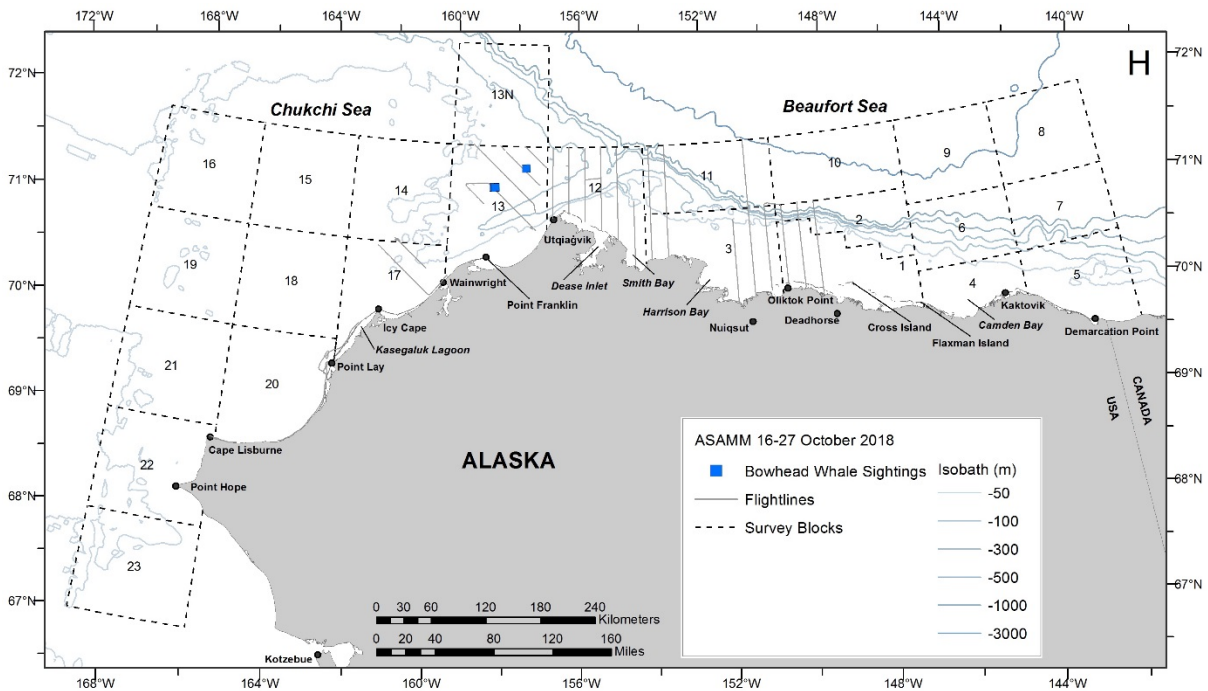 172°W 168°W 164°W 160°W 156°W 152°W 148°W 144°W 140°W
H
72°N 72°N
13N
Chukchi Sea Beaufort Sea
8
16 15 14 10 9
71°N 71°N
12 11
13 7
2 6
19 18 17 3 1 5
Utqiaġvik
70°N 70°N
Wainwright Dease Inlet Smith Bay 4
Point Franklin Harrison Bay Oliktok Point Kaktovik
Icy Cape Nuiqsut Deadhorse Cross Island Camden Bay Demarcation Point
Kasegaluk Lagoon Flaxman Island
21 20 Point Lay
69°N 69°N
CANADA
USA
Cape Lisburne
22 ALASKA
Point Hope
68°N 68°N
23
67°N 67°N
Kotzebue
ASAMM 16-27 October 2018
Bowhead Whale Sightings
Flightlines
Survey Blocks
Isobath (m)
-50
-100
-300
-500
-1000
-3000
0 30 60 120 180 240
Kilometers
0 20 40 80 120 160
Miles
168°W 164°W 160°W 156°W 152°W 148°W 144°W